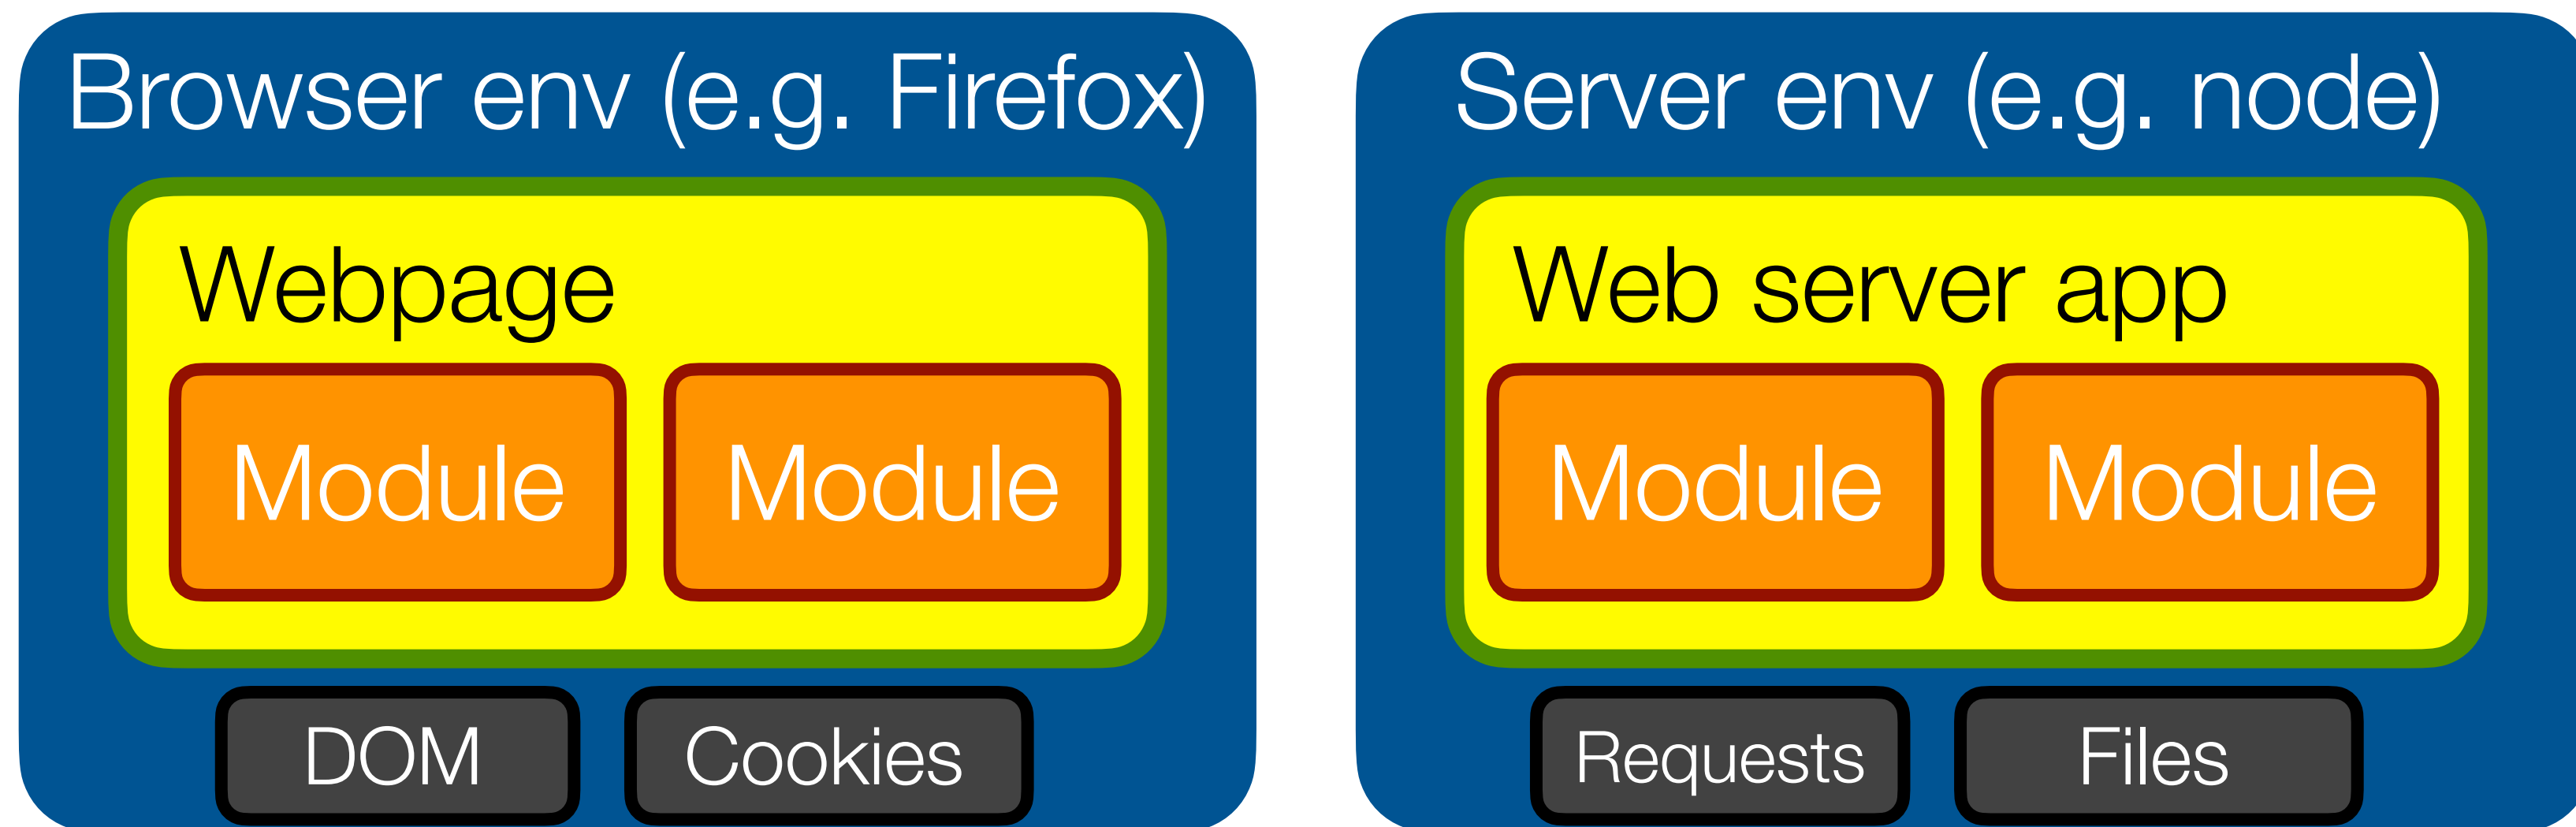 Browser env (e.g. Firefox)
Webpage
Module
Module
DOM
Cookies
Server env (e.g. node)
Web server app
Module
Module
Requests
Files